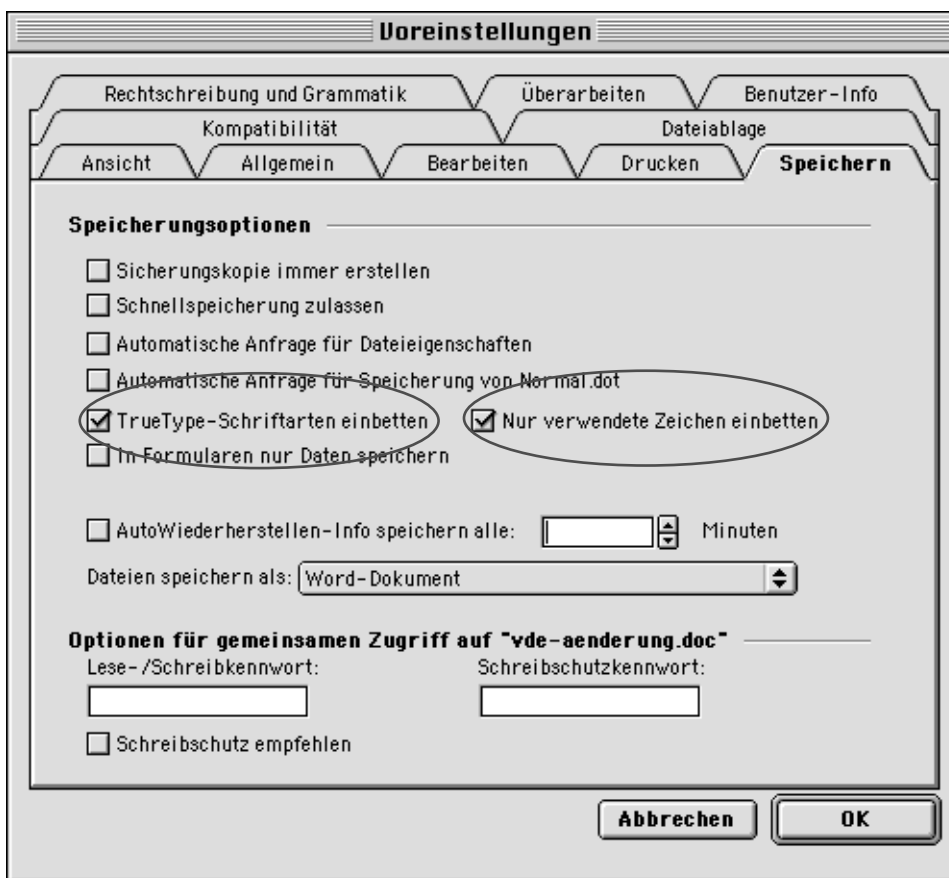 Voreinstellungen
Rechtschreibung und Grammatik Überarbeiten Benutzer-Info
Kompatibilität Dateiablage
Ansicht Allgemein Bearbeiten Drucken Speichern
Speicherungsoptionen
Sicherungskopie immer erstellen
Schnellspeicherung zulassen
Automatische Anfrage für Dateieigenschaften
Automatische Anfrage für Speicherung von Normal.dot
TrueType-Schriftarten einbetten Nur verwendete Zeichen einbetten
In Formularen nur Daten speichern
AutoWiederherstellen-Info speichern alle: Minuten
Dateien speichern als: Word-Dokument
Optionen für gemeinsamen Zugriff auf "vde-aenderung.doc"
Lese-/Schreibkennwort: Schreibschutzkennwort:
Schreibschutz empfehlen
Abbrechen OK